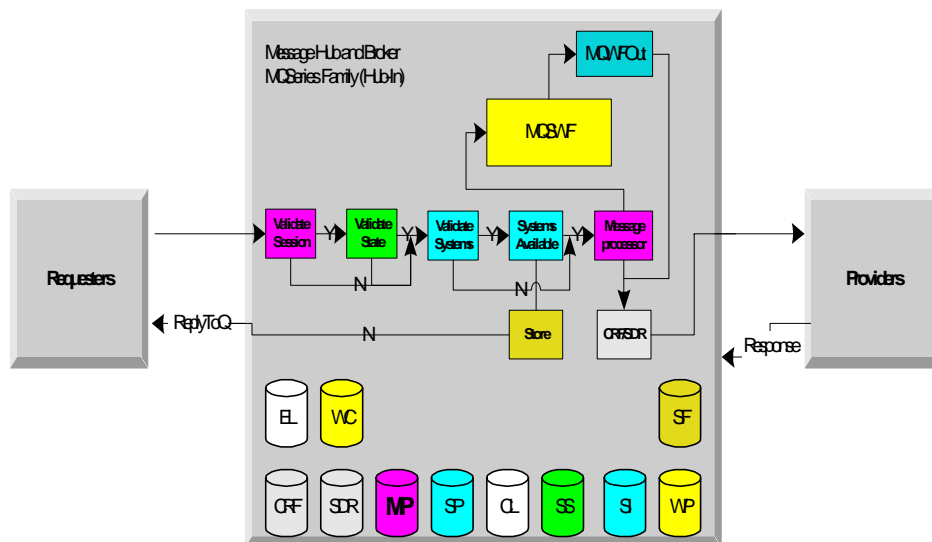 Message Hub and Broker
MQSeries Family (Hub-In)
MQWFOut
MQSWF
Validate
Session
Y
Validate
State
Y
Validate
Systems
Y
Systems
Available
Y
Message
processor
Requesters
N
N
Providers
ReplyToQ
N
Store
CRF/SDR
Response
EL
WC
SF
CRF
SDR
MP
SP
CL
SS
SI
WP